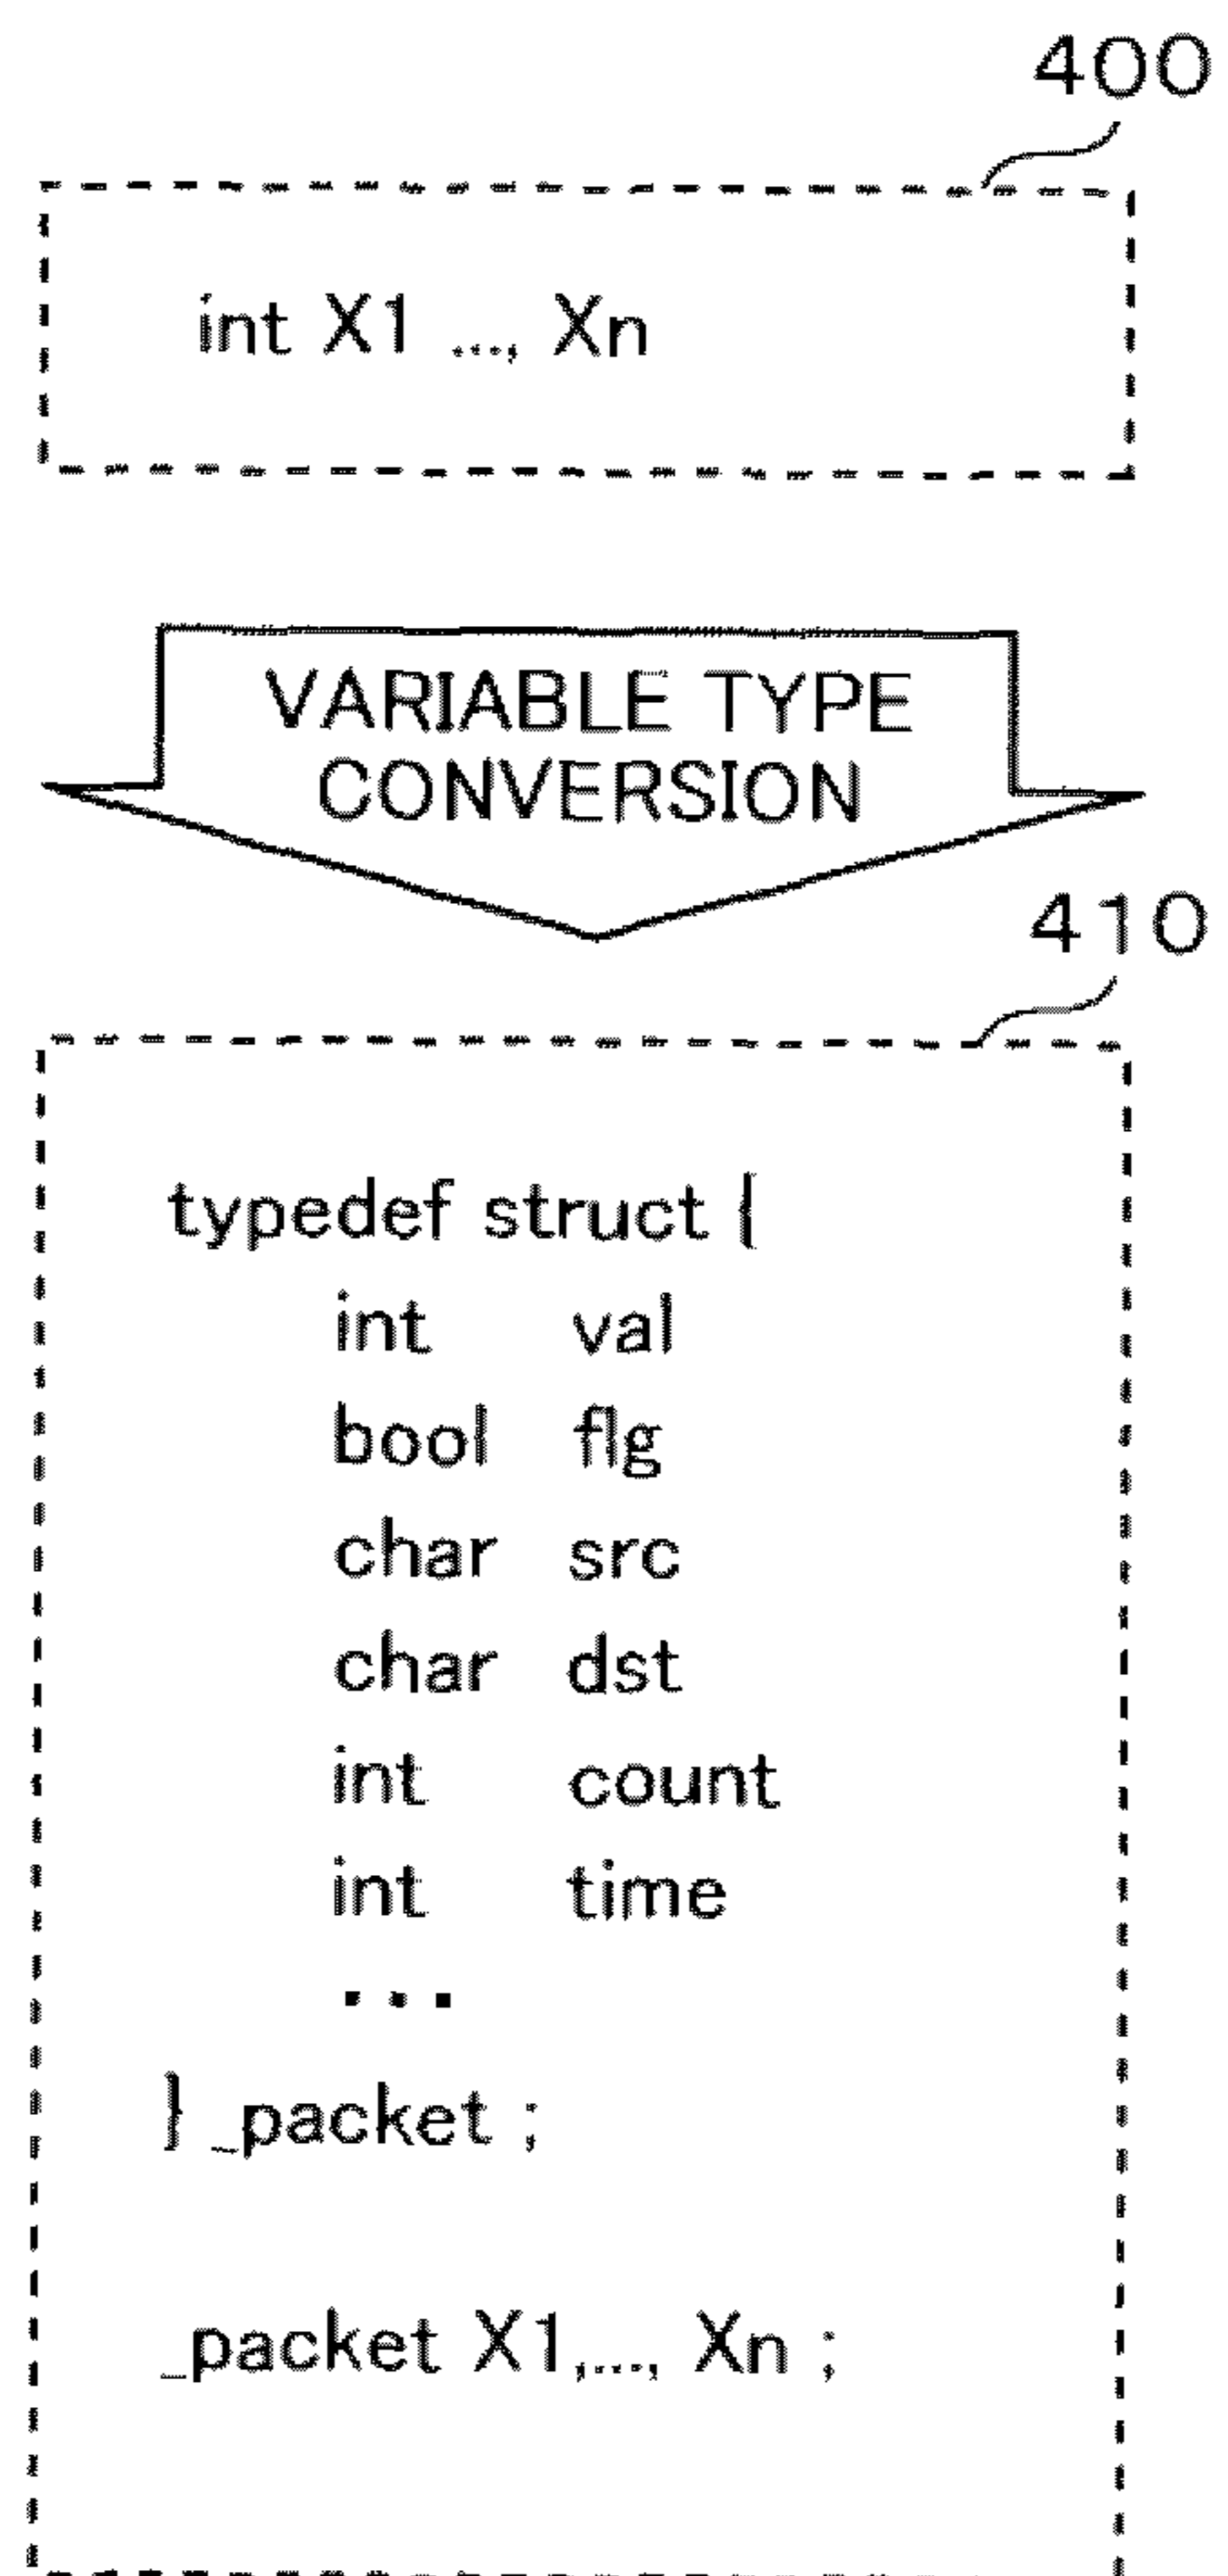 400
int X1 ..., Xn
VARIABLE TYPE
CONVERSION
410
typedef struct {
int val
bool flg
char src
char dst
int count
int time
...
} _packet ;
_packet X1,..., Xn ;